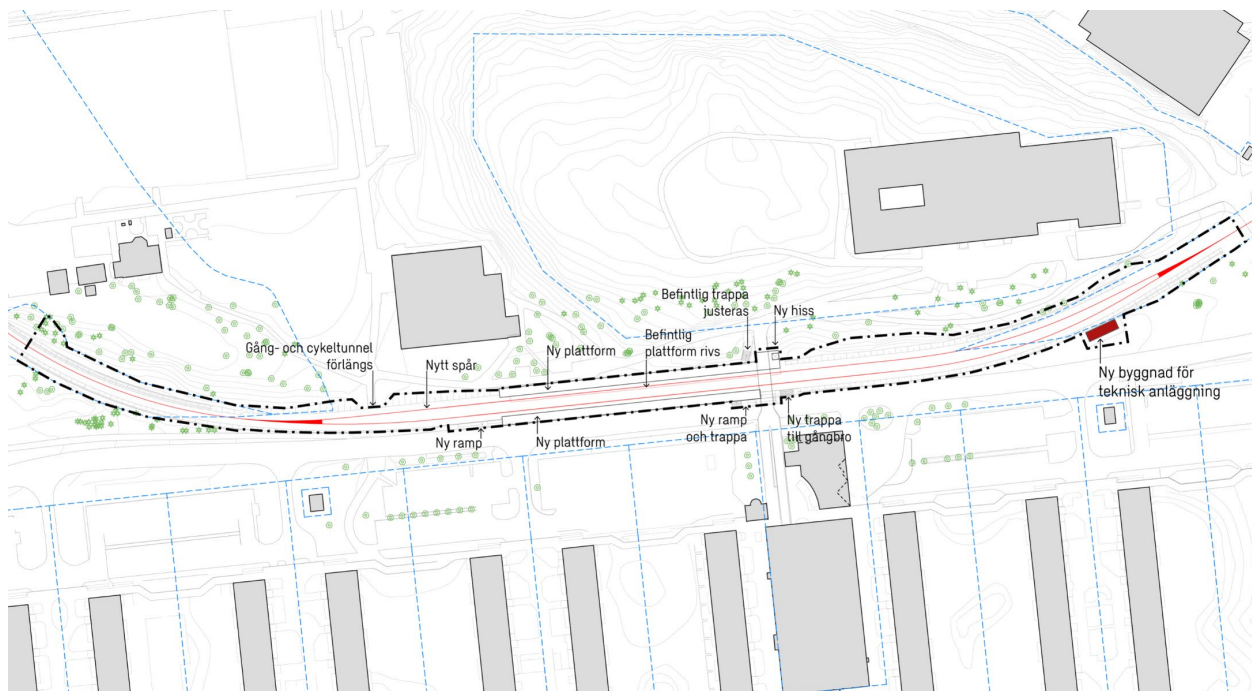 Befintlig trappa
justeras
Ny hiss
Gång- och cykeltunnel
förlängs
Nytt spår
Ny plattform
Befintlig
plattform rivs
Ny byggnad för
teknisk anläggning
Ny ramp
Ny plattform
Ny ramp
och trappa
Ny trappa
till gångbro